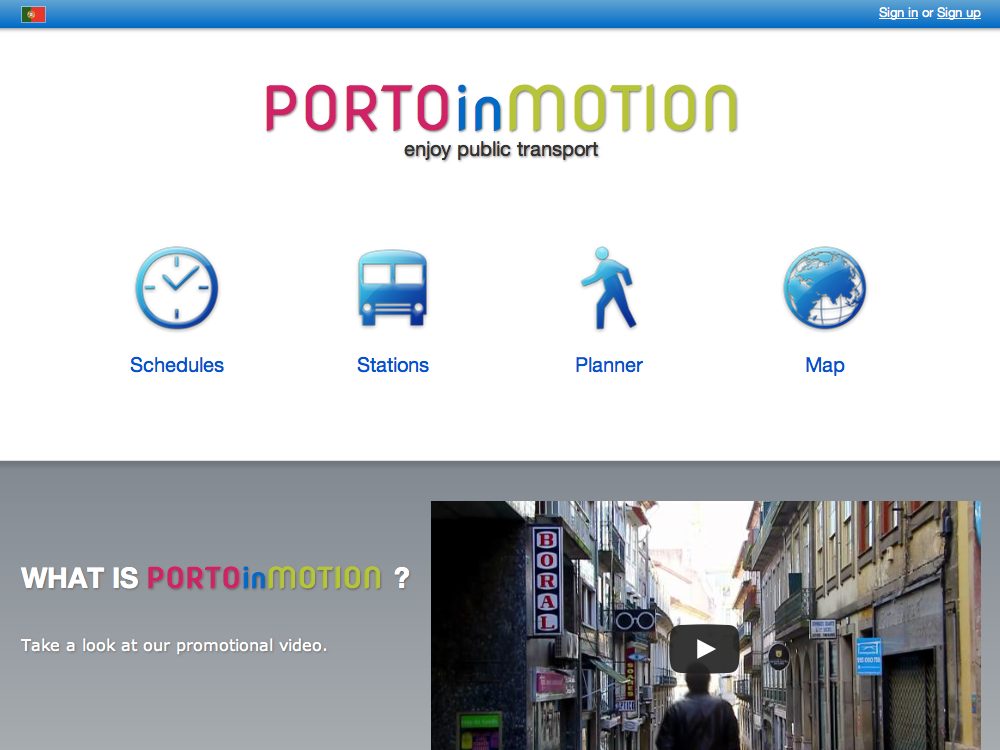 Sign in or Sign up
PORTOinMOTION
enjoy public transport
Schedules
Stations
Planner
Map
WHAT IS PORTOinMOTION ?
Take a look at our promotional video.
BORAL